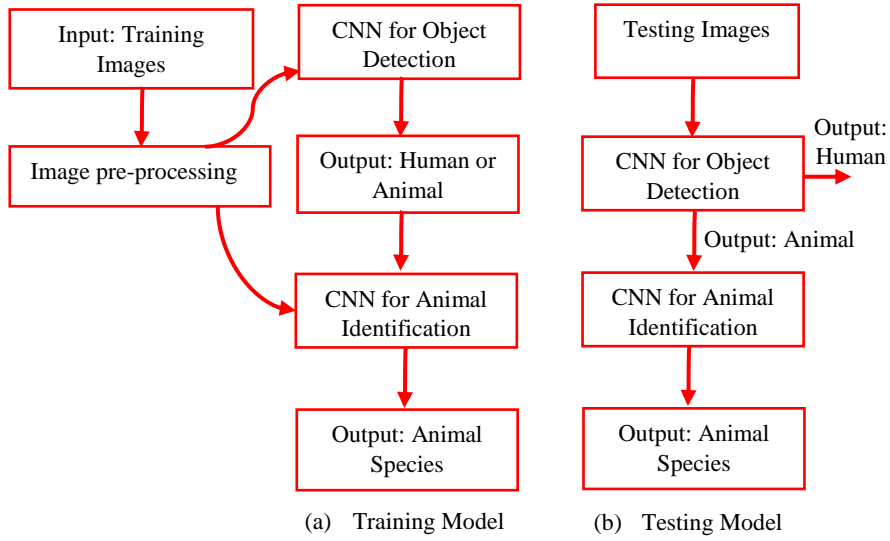 Input: Training
Images
Image pre-processing
CNN for Object
Detection
Output: Human or
Animal
CNN for Animal
Identification
Output: Animal
Species
(a) Training Model
Testing Images
CNN for Object
Detection
Output:
Human
Output: Animal
CNN for Animal
Identification
Output: Animal
Species
(b) Testing Model